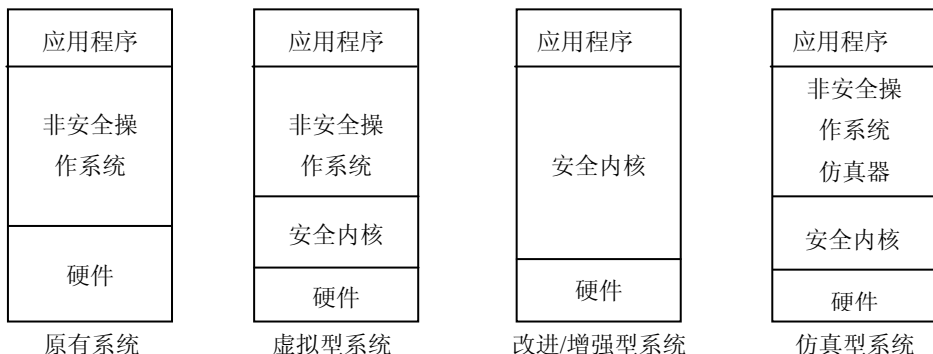 应用程序
非安全操
作系统
硬件
原有系统
应用程序
非安全操
作系统
安全内核
硬件
虚拟型系统
应用程序
安全内核
硬件
改进/增强型系统
应用程序
非安全操
作系统
仿真器
安全内核
硬件
仿真型系统